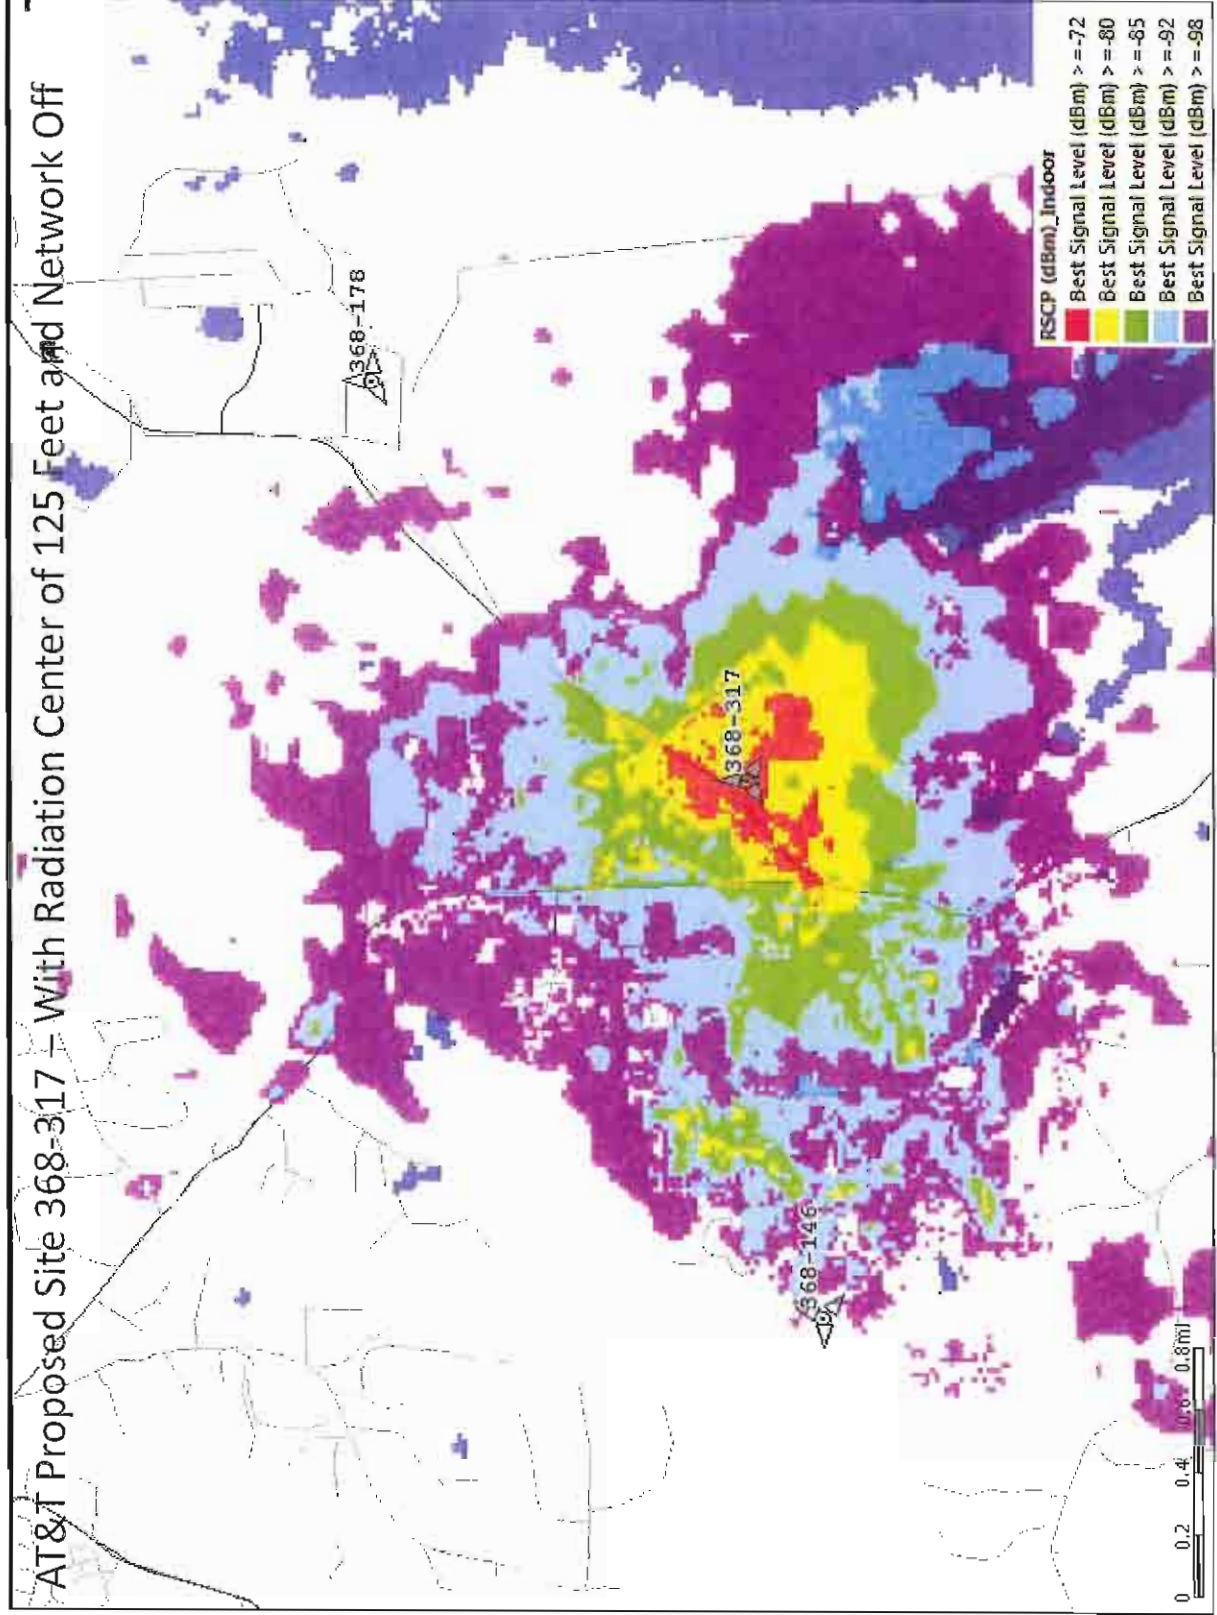 AT&T Proposed Site 368-317 – With Radiation Center of 125 Feet and Network Off
368-178
368-317
368-146
RSCP (dBm)_Indoor
Best Signal Level (dBm) >=-72
Best Signal Level (dBm) >=-80
Best Signal Level (dBm) >=-85
Best Signal Level (dBm) >=-92
Best Signal Level (dBm) >=-98
0 0.2 0.4 0.6 0.8mi